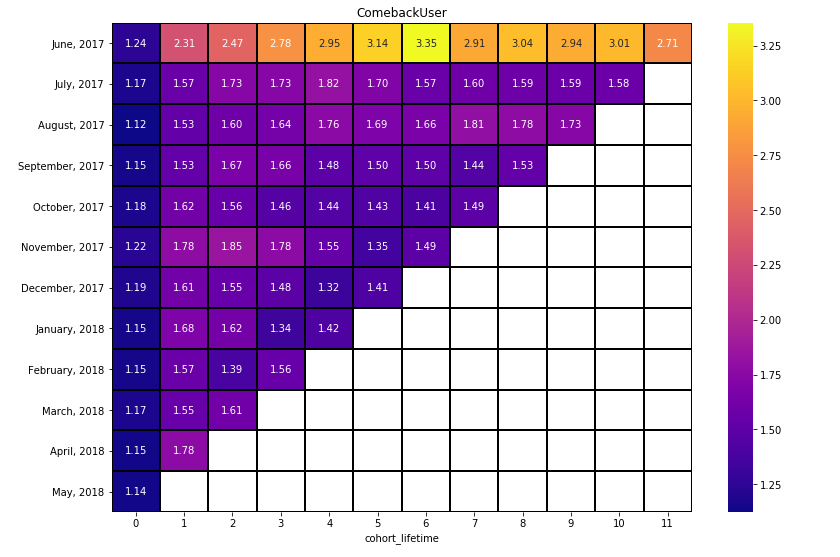 ComebackUser
June, 2017 1.24 2.31 2.47 2.78 2.95 3.14 3.35 2.91 3.04 2.94 3.01 2.71
July, 2017 1.17 1.57 1.73 1.73 1.82 1.70 1.57 1.60 1.59 1.59 1.58
August, 2017 1.12 1.53 1.60 1.64 1.76 1.69 1.66 1.81 1.78 1.73
September, 2017 1.15 1.53 1.67 1.66 1.48 1.50 1.50 1.44 1.53
October, 2017 1.18 1.62 1.56 1.46 1.44 1.43 1.41 1.49
November, 2017 1.22 1.78 1.85 1.78 1.55 1.35 1.49
December, 2017 1.19 1.61 1.55 1.48 1.32 1.41
January, 2018 1.15 1.68 1.62 1.34 1.42
February, 2018 1.15 1.57 1.39 1.56
March, 2018 1.17 1.55 1.61
April, 2018 1.15 1.78
May, 2018 1.14
0 1 2 3 4 5 6 7 8 9 10 11
cohort_lifetime
3.25
3.00
2.75
2.50
2.25
2.00
1.75
1.50
1.25